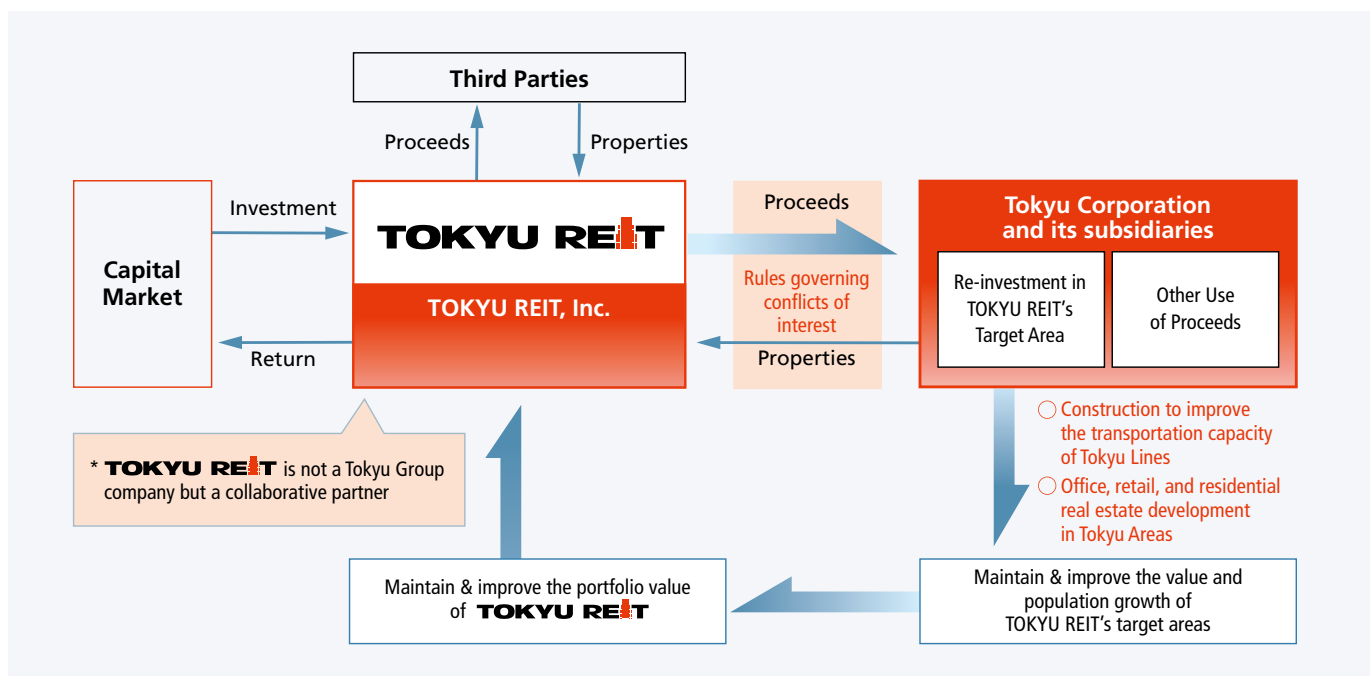 Third Parties
Proceeds
Properties
Capital
Market
Investment
Return
TOKYU REIT
TOKYU REIT, Inc.
Proceeds
Rules governing
conflicts of
interest
Properties
Tokyu Corporation
and its subsidiaries
Re-investment in
TOKYU REIT's
Target Area
Other Use
of Proceeds
* TOKYU REIT is not a Tokyu Group
company but a collaborative partner
○ Construction to improve
the transportation capacity
of Tokyu Lines
○ Office, retail, and residential
real estate development
in Tokyu Areas
Maintain & improve the portfolio value
of TOKYU REIT
Maintain & improve the value and
population growth of
TOKYU REIT's target areas